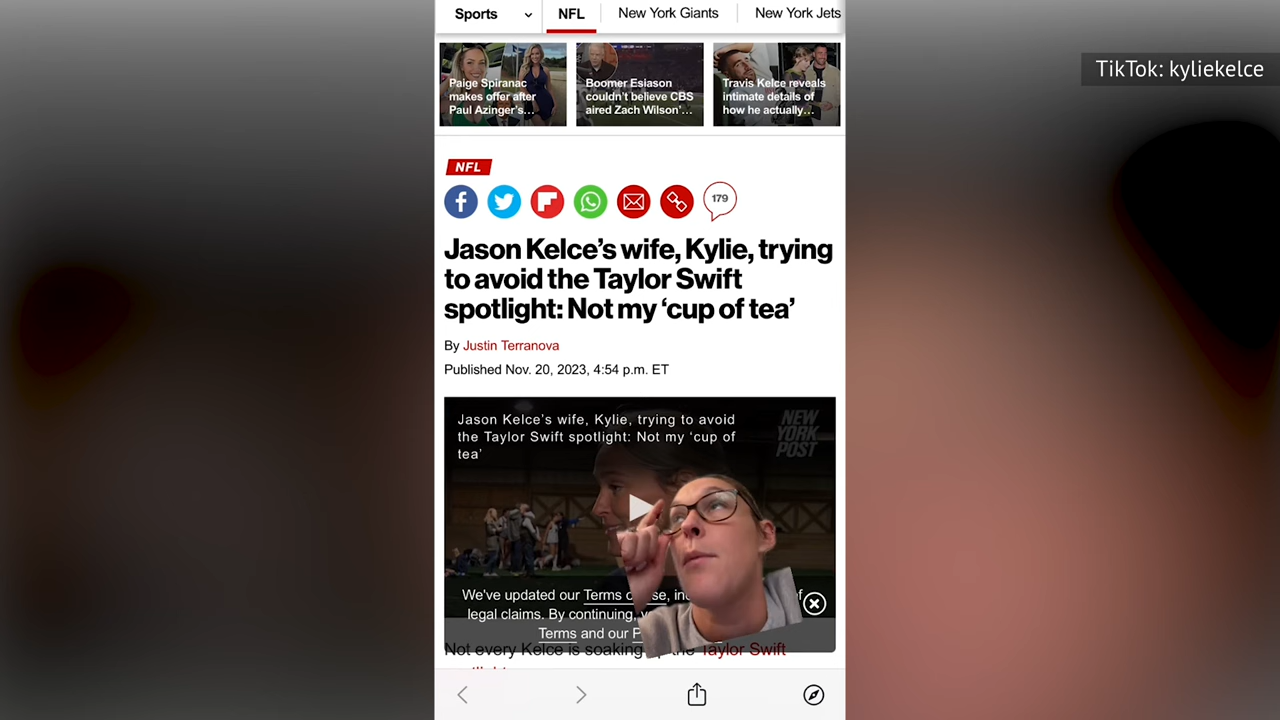 Sports
NFL
New York Giants
New York Jets
TikTok: kyliekelce
Paige Spiranac
makes offer after
Paul Azinger's...
Boomer Esiason
couldn't believe CBS
aired Zach Wilson'...
Travis Kelce reveals
intimate details of
how he actually...
NFL
179
Jason Kelce's wife, Kylie, trying
to avoid the Taylor Swift
spotlight: Not my 'cup of tea'
By Justin Terranova
Published Nov. 20, 2023, 4:54 p.m. ET
Jason Kelce's wife, Kylie, trying to avoid
the Taylor Swift spotlight: Not my 'cup of
tea'
NEW
YORK
POST
We've updated our Terms of
legal claims. By continuing,
Terms and our
Not every Kelce is soaking the Taylor Swift